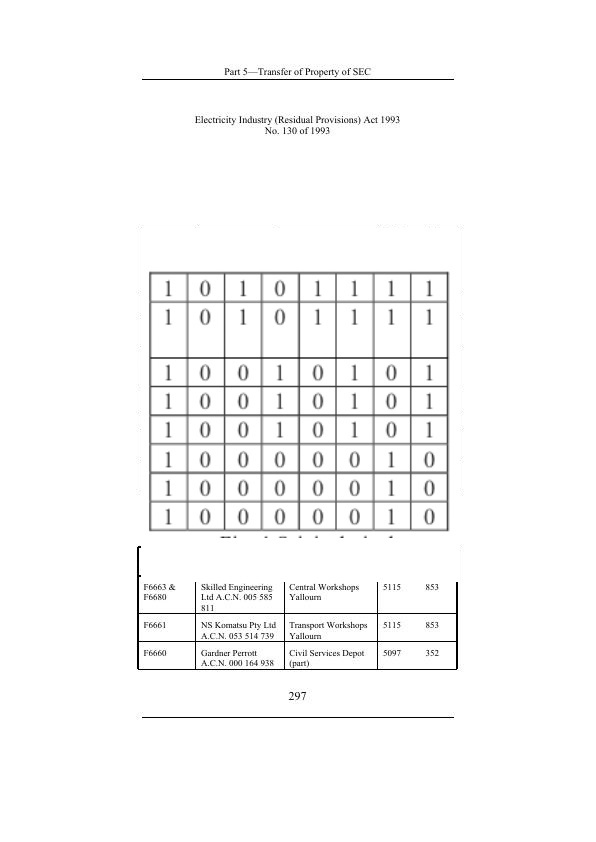 Part 5—Transfer of Property of SEC
Electricity Industry (Residual Provisions) Act 1993
No. 130 of 1993
1 0 1 0 1 1 1 1
1 0 1 0 1 1 1 1
1 0 0 1 0 1 0 1
1 0 0 1 0 1 0 1
1 0 0 1 0 1 0 1
1 0 0 0 0 0 1 0
1 0 0 0 0 0 1 0
1 0 0 0 0 0 1 0
F6663 & Skilled Engineering Central Workshops 5115 853
F6680 Ltd A.C.N. 005 585 Yallourn
811
F6661 NS Komatsu Pty Ltd Transport Workshops 5115 853
A.C.N. 053 514 739 Yallourn
F6660 Gardner Perrott Civil Services Depot 5097 352
A.C.N. 000 164 938 (part)
297